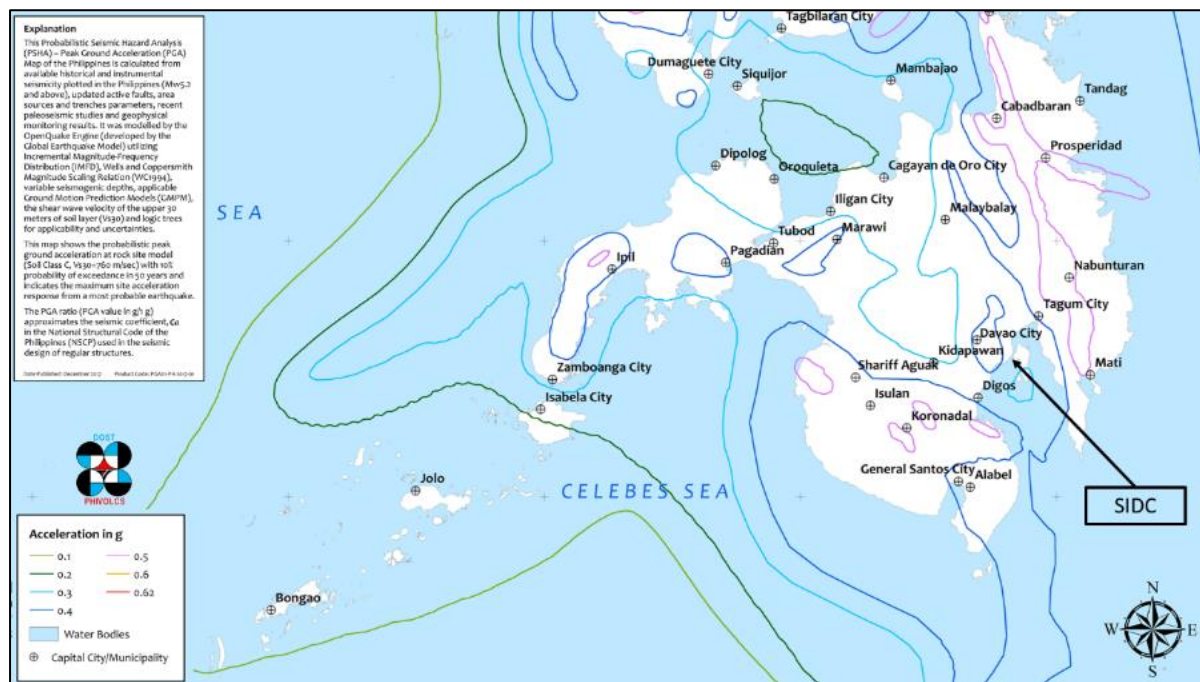 Explanation
This Probabilistic Seismic Hazard Analysis
(PSHA) – Peak Ground Acceleration (PGA)
Map of the Philippines is calculated from
available historical and instrumental
seismicity plotted in the Philippines (Mw5.2
and above), updated active faults, area
sources and trenches parameters, recent
paleoseismic studies and geophysical
monitoring results. It was modelled by the
OpenQuake Engine (developed by the
Global Earthquake Model) utilizing
Incremental Magnitude-Frequency
Distribution (IMFD), Wells and Coppersmith
Magnitude Scaling Relation (WC1994),
variable seismogenic depths, applicable
Ground Motion Prediction Models (GMPM),
the shear wave velocity of the upper 30
meters of soil layer (Vs30) and logic trees
for applicability and uncertainties.
This map shows the probabilistic peak
ground acceleration at rock site model
(Soil Class C, Vs30=760 m/sec) with 10%
probability of exceedance in 50 years and
indicates the maximum site acceleration
response from a most probable earthquake.
The PGA ratio (PGA value in g/1 g)
approximates the seismic coefficient, Ca
in the National Structural Code of the
Philippines (NSCP) used in the seismic
design of regular structures.
Date Published: December 2017 Product Code:
Tagbilaran City
Dumaguete City
Siquijor
Mambajao
Tandag
Cabadbaran
Prosperidad
Dipolog
Oroquieta
Cagayan de Oro City
Iligan City
Malaybalay
SEA
Tubod
Marawi
Ipil
Pagadian
Nabunturan
Tagum City
Davao City
Kidapawan
Zamboanga City
Shariff Aguak
Mati
Digos
Isabela City
Isulan
Koronadal
General Santos City
Alabel
Jolo
CELEBES SEA
SIDC
DOST
PHIVOLCS
Acceleration in g
0.1 0.5
0.2 0.6
0.3 0.62
0.4
Water Bodies
Capital City/Municipality
Bongao
N
W E
S